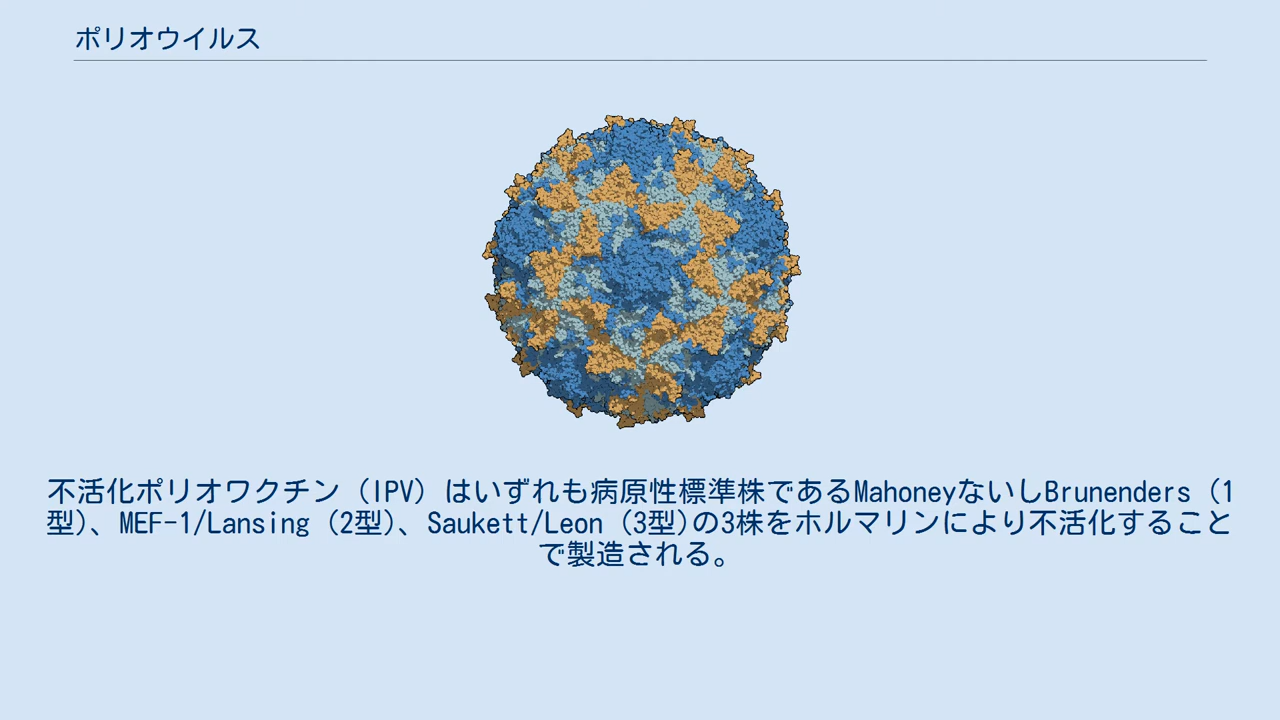 ポリオウイルス
不活化ポリオワクチン（IPV）はいずれも病原性標準株であるMahoneyないしBrunenders（1
型)、MEF-1/Lansing（2型)、Saukett/Leon（3型)の3株をホルマリンにより不活化すること
で製造される。